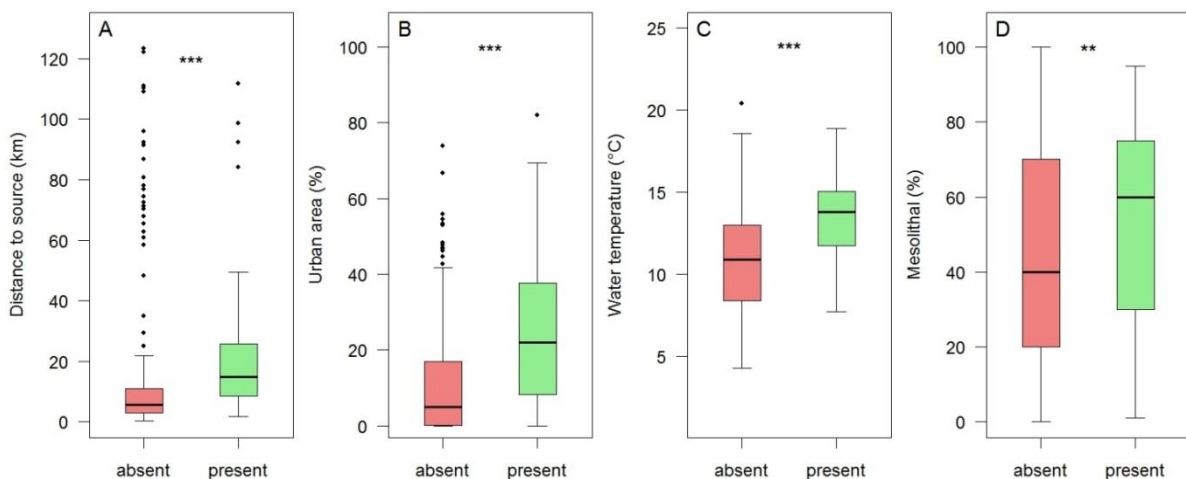 A
***
Distance to source (km)
120
100
80
60
40
20
0
absent present
B
***
Urban area (%)
100
80
60
40
20
0
absent present
C
***
Water temperature (°C)
25
20
15
10
5
absent present
D
**
Mesolithal (%)
100
80
60
40
20
0
absent present